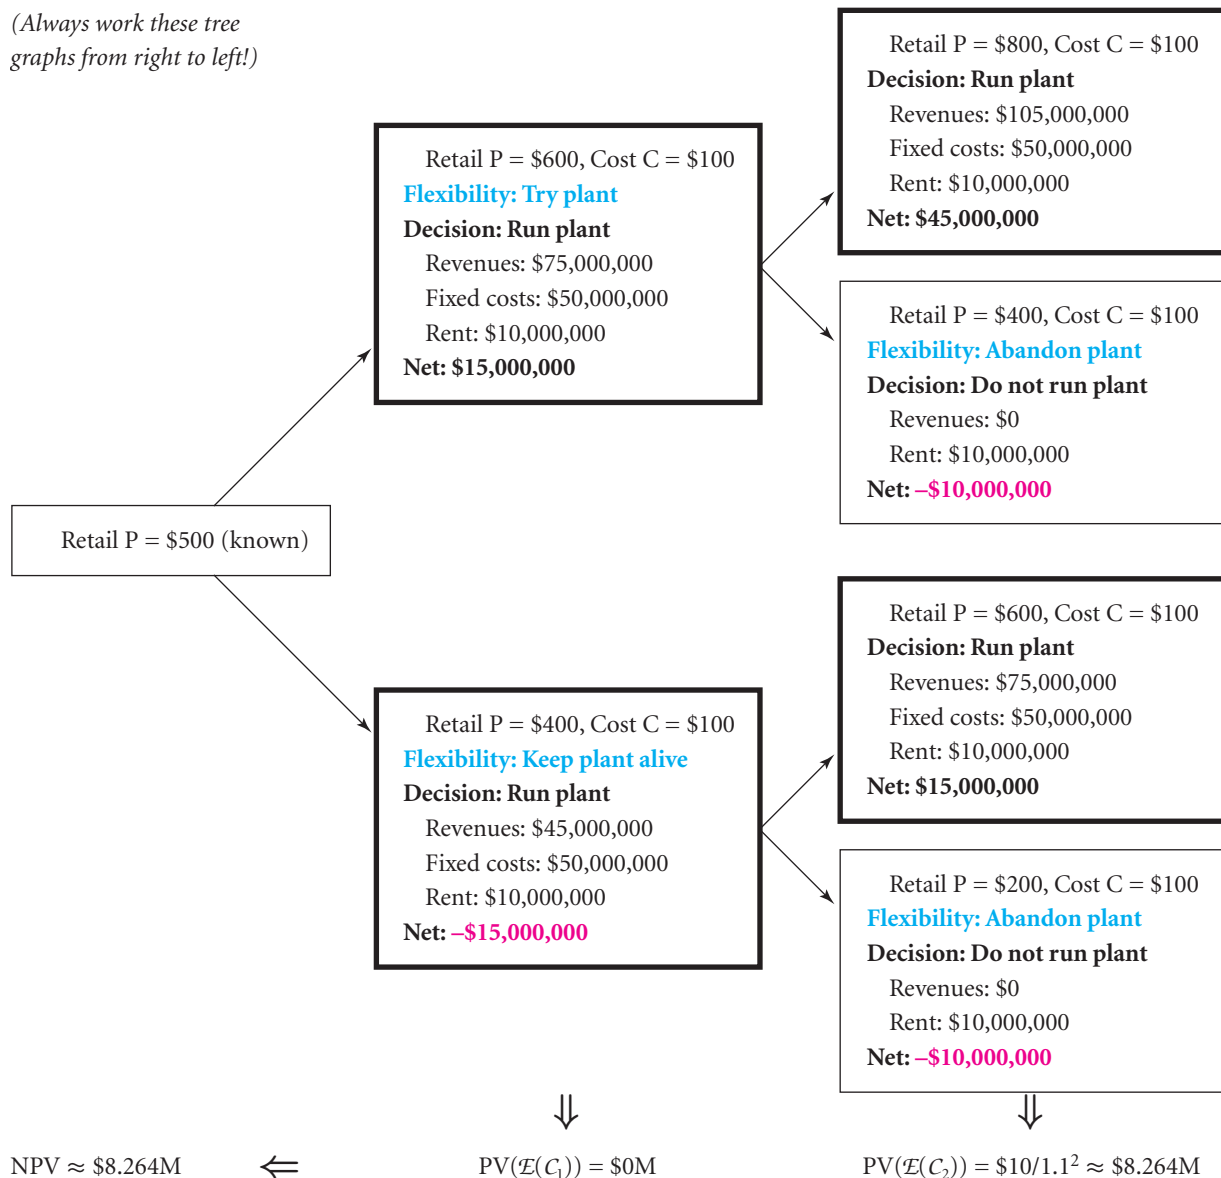 (Always work these tree
graphs from right to left!)
Retail P = $500 (known)
Retail P = $600, Cost C = $100
Flexibility: Try plant
Decision: Run plant
Revenues: $75,000,000
Fixed costs: $50,000,000
Rent: $10,000,000
Net: $15,000,000
Retail P = $400, Cost C = $100
Flexibility: Keep plant alive
Decision: Run plant
Revenues: $45,000,000
Fixed costs: $50,000,000
Rent: $10,000,000
Net: –$15,000,000
Retail P = $800, Cost C = $100
Decision: Run plant
Revenues: $105,000,000
Fixed costs: $50,000,000
Rent: $10,000,000
Net: $45,000,000
Retail P = $400, Cost C = $100
Flexibility: Abandon plant
Decision: Do not run plant
Revenues: $0
Rent: $10,000,000
Net: –$10,000,000
Retail P = $600, Cost C = $100
Decision: Run plant
Revenues: $75,000,000
Fixed costs: $50,000,000
Rent: $10,000,000
Net: $15,000,000
Retail P = $200, Cost C = $100
Flexibility: Abandon plant
Decision: Do not run plant
Revenues: $0
Rent: $10,000,000
Net: –$10,000,000
⇓ ⇓
NPV ≈ $8.264M ⇐ PV(ℰ(𝒞₁)) = $0M PV(ℰ(𝒞₂)) = $10/1.1² ≈ $8.264M